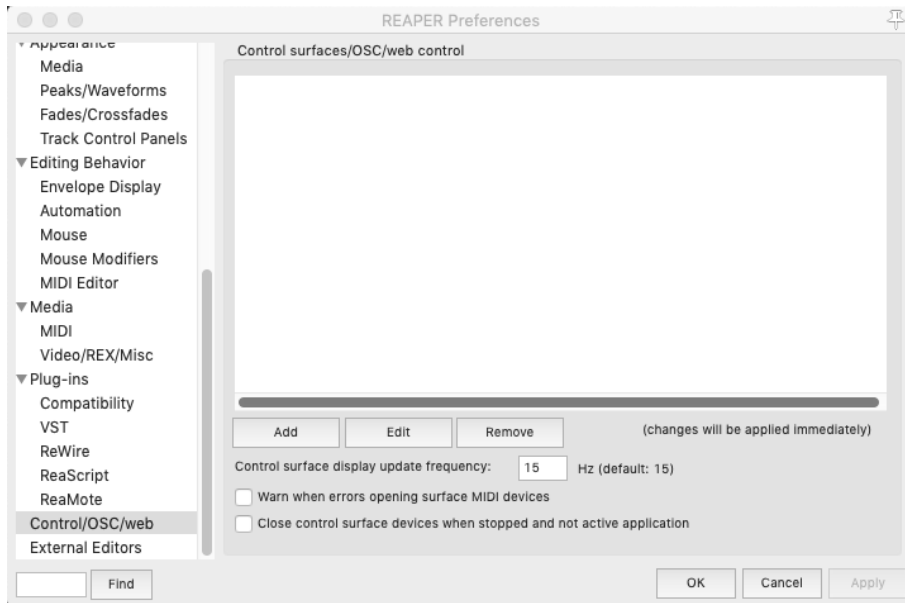 REAPER Preferences
Appearance
Media
Peaks/Waveforms
Fades/Crossfades
Track Control Panels
Editing Behavior
Envelope Display
Automation
Mouse
Mouse Modifiers
MIDI Editor
Media
MIDI
Video/REX/Misc
Plug-ins
Compatibility
VST
ReWire
ReaScript
ReaMote
Control/OSC/web
External Editors
Find
Control surfaces/OSC/web control
Add Edit Remove (changes will be applied immediately)
Control surface display update frequency: 15 Hz (default: 15)
Warn when errors opening surface MIDI devices
Close control surface devices when stopped and not active application
OK Cancel Apply